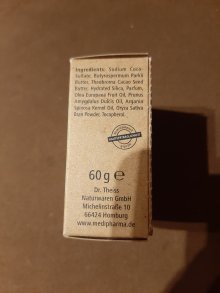 Ingredients: Sodium Coco-
Sulfate, Butyrospermum Parkii
Butter, Theobroma Cacao Seed
Butter, Hydrated Silica, Parfum,
Olea Europaea Fruit Oil, Prunus
Amygdalus Dulcis Oil, Argania
Spinosa Kernel Oil, Oryza Sativa
Bran Powder, Tocopherol.
60 g e
Dr. Theiss
Naturwaren GmbH
Michelinstraße 10
66424 Homburg
www.medipharma.de